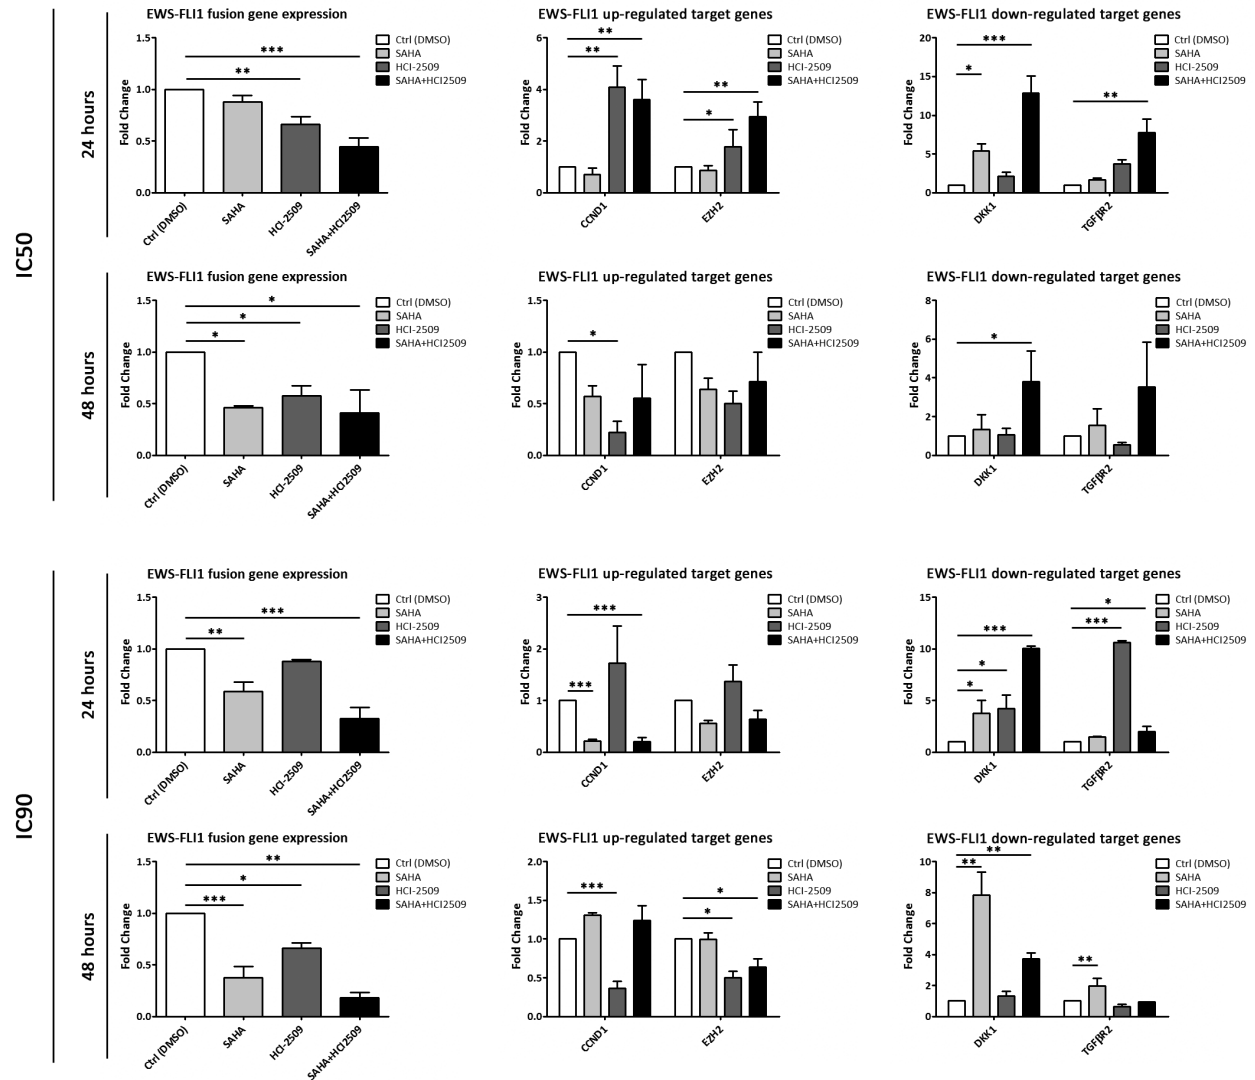 IC50
24 hours
EWS-FLI1 fusion gene expression
Fold Change
1.5
1.0
0.5
0.0
***
**
Ctrl (DMSO)
SAHA
HCI-2509
SAHA+HCI2509
Ctrl (DMSO)
SAHA
HCI-2509
SAHA+HCI2509
EWS-FLI1 up-regulated target genes
Fold Change
6
4
2
0
**
**
**
*
CCND1
EZH2
Ctrl (DMSO)
SAHA
HCI-2509
SAHA+HCI2509
EWS-FLI1 down-regulated target genes
Fold Change
20
15
10
5
0
***
*
**
DKK1
TGFβR2
Ctrl (DMSO)
SAHA
HCI-2509
SAHA+HCI2509
48 hours
EWS-FLI1 fusion gene expression
Fold Change
1.5
1.0
0.5
0.0
*
*
*
Ctrl (DMSO)
SAHA
HCI-2509
SAHA+HCI2509
Ctrl (DMSO)
SAHA
HCI-2509
SAHA+HCI2509
EWS-FLI1 up-regulated target genes
Fold Change
1.5
1.0
0.5
0.0
*
CCND1
EZH2
Ctrl (DMSO)
SAHA
HCI-2509
SAHA+HCI2509
EWS-FLI1 down-regulated target genes
Fold Change
8
6
4
2
0
*
DKK1
TGFβR2
Ctrl (DMSO)
SAHA
HCI-2509
SAHA+HCI2509
IC90
24 hours
EWS-FLI1 fusion gene expression
Fold Change
1.5
1.0
0.5
0.0
***
**
Ctrl (DMSO)
SAHA
HCI-2509
SAHA+HCI2509
Ctrl (DMSO)
SAHA
HCI-2509
SAHA+HCI2509
EWS-FLI1 up-regulated target genes
Fold Change
3
2
1
0
***
***
CCND1
EZH2
Ctrl (DMSO)
SAHA
HCI-2509
SAHA+HCI2509
EWS-FLI1 down-regulated target genes
Fold Change
15
10
5
0
***
*
*
*
***
DKK1
TGFβR2
Ctrl (DMSO)
SAHA
HCI-2509
SAHA+HCI2509
48 hours
EWS-FLI1 fusion gene expression
Fold Change
1.5
1.0
0.5
0.0
**
*
***
Ctrl (DMSO)
SAHA
HCI-2509
SAHA+HCI2509
Ctrl (DMSO)
SAHA
HCI-2509
SAHA+HCI2509
EWS-FLI1 up-regulated target genes
Fold Change
2.0
1.5
1.0
0.5
0.0
***
*
*
CCND1
EZH2
Ctrl (DMSO)
SAHA
HCI-2509
SAHA+HCI2509
EWS-FLI1 down-regulated target genes
Fold Change
10
8
6
4
2
0
**
**
**
DKK1
TGFβR2
Ctrl (DMSO)
SAHA
HCI-2509
SAHA+HCI2509